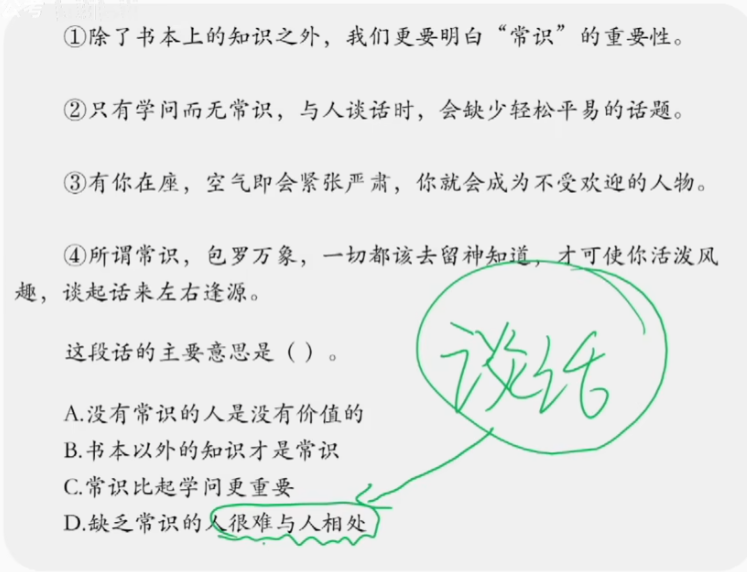 ①除了书本上的知识之外，我们更要明白“常识”的重要性。
②只有学问而无常识，与人谈话时，会缺少轻松平易的话题。
③有你在座，空气即会紧张严肃，你就会成为不受欢迎的人物。
④所谓常识，包罗万象，一切都该去留神知道，才可使你活泼风
趣，谈起话来左右逢源。
这段话的主要意思是（ ）。
谈话
A.没有常识的人是没有价值的
B.书本以外的知识才是常识
C.常识比起学问更重要
D.缺乏常识的人很难与人相处